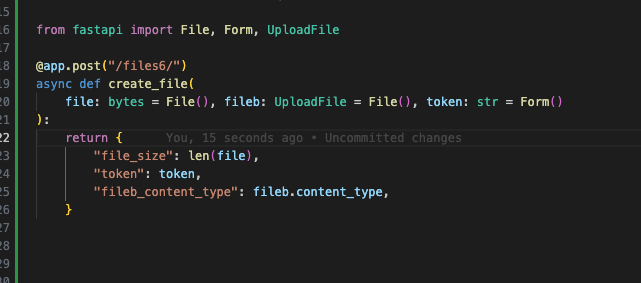 15
16 from fastapi import File, Form, UploadFile
17
18 @app.post("/files6/")
19 async def create_file(
20 file: bytes = File(), fileb: UploadFile = File(), token: str = Form()
21 ):
22 return { You, 15 seconds ago • Uncommitted changes
23 "file_size": len(file),
24 "token": token,
25 "fileb_content_type": fileb.content_type,
26 }
27
28
29
30